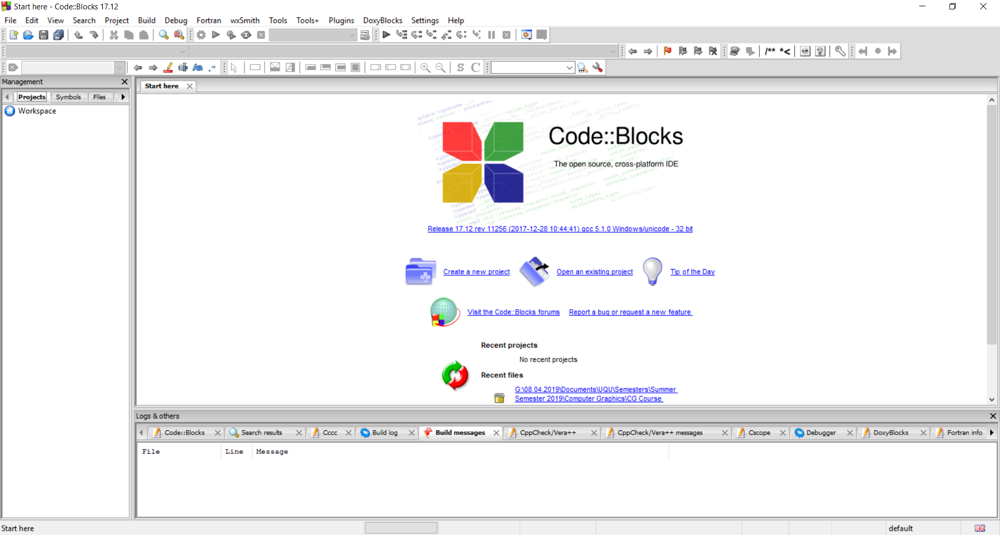 Start here - Code::Blocks 17.12
File Edit View Search Project Build Debug Fortran wxSmith Tools Tools+ Plugins DoxyBlocks Settings Help
/** *<
Management
Start here
Projects Symbols Files
Workspace
Code::Blocks
The open source, cross-platform IDE
Release 17.12 rev 11256 (2017-12-28 10:44:41) gcc 5.1.0 Windows/unicode - 32 bit
Create a new project Open an existing project Tip of the Day
Visit the Code::Blocks forums Report a bug or request a new feature
Recent projects
No recent projects
Recent files
G:\08.04.2019\Documents\UQU\Semesters\Summer
Semester 2019\Computer Graphics\CG Course
Logs & others
Code::Blocks Search results Cccc Build log Build messages CppCheck/Vera++ CppCheck/Vera++ messages Cscope Debugger DoxyBlocks Fortran info
File Line Message
Start here default